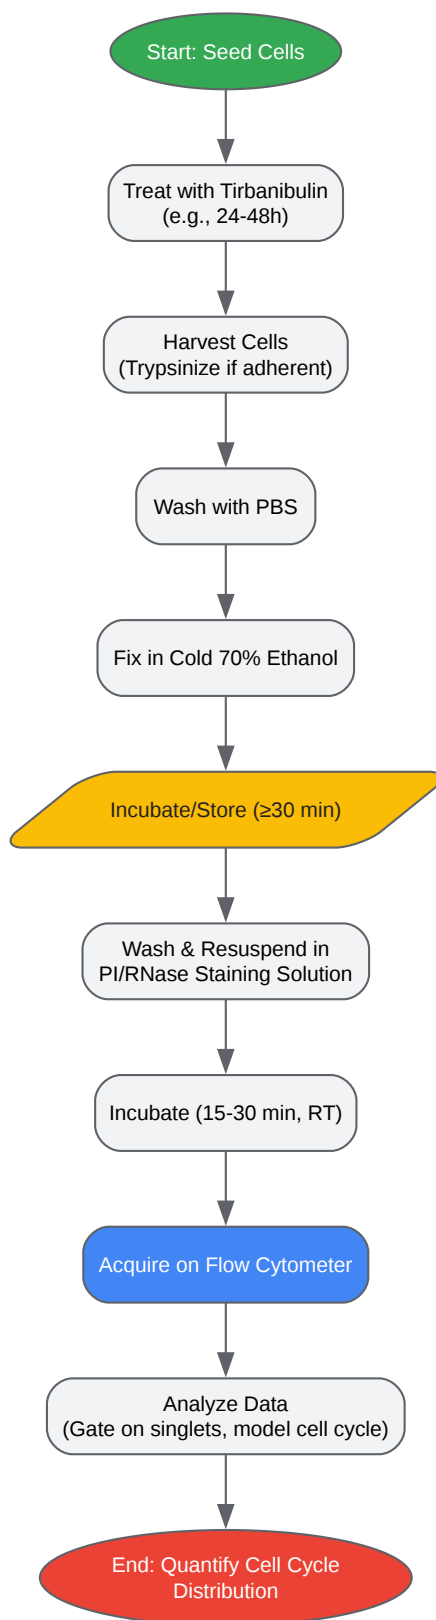 Start: Seed Cells
Treat with Tirbanibulin
(e.g., 24-48h)
Harvest Cells
(Trypsinize if adherent)
Wash with PBS
Fix in Cold 70% Ethanol
Incubate/Store (≥30 min)
Wash & Resuspend in
PI/RNase Staining Solution
Incubate (15-30 min, RT)
Acquire on Flow Cytometer
Analyze Data
(Gate on singlets, model cell cycle)
End: Quantify Cell Cycle
Distribution